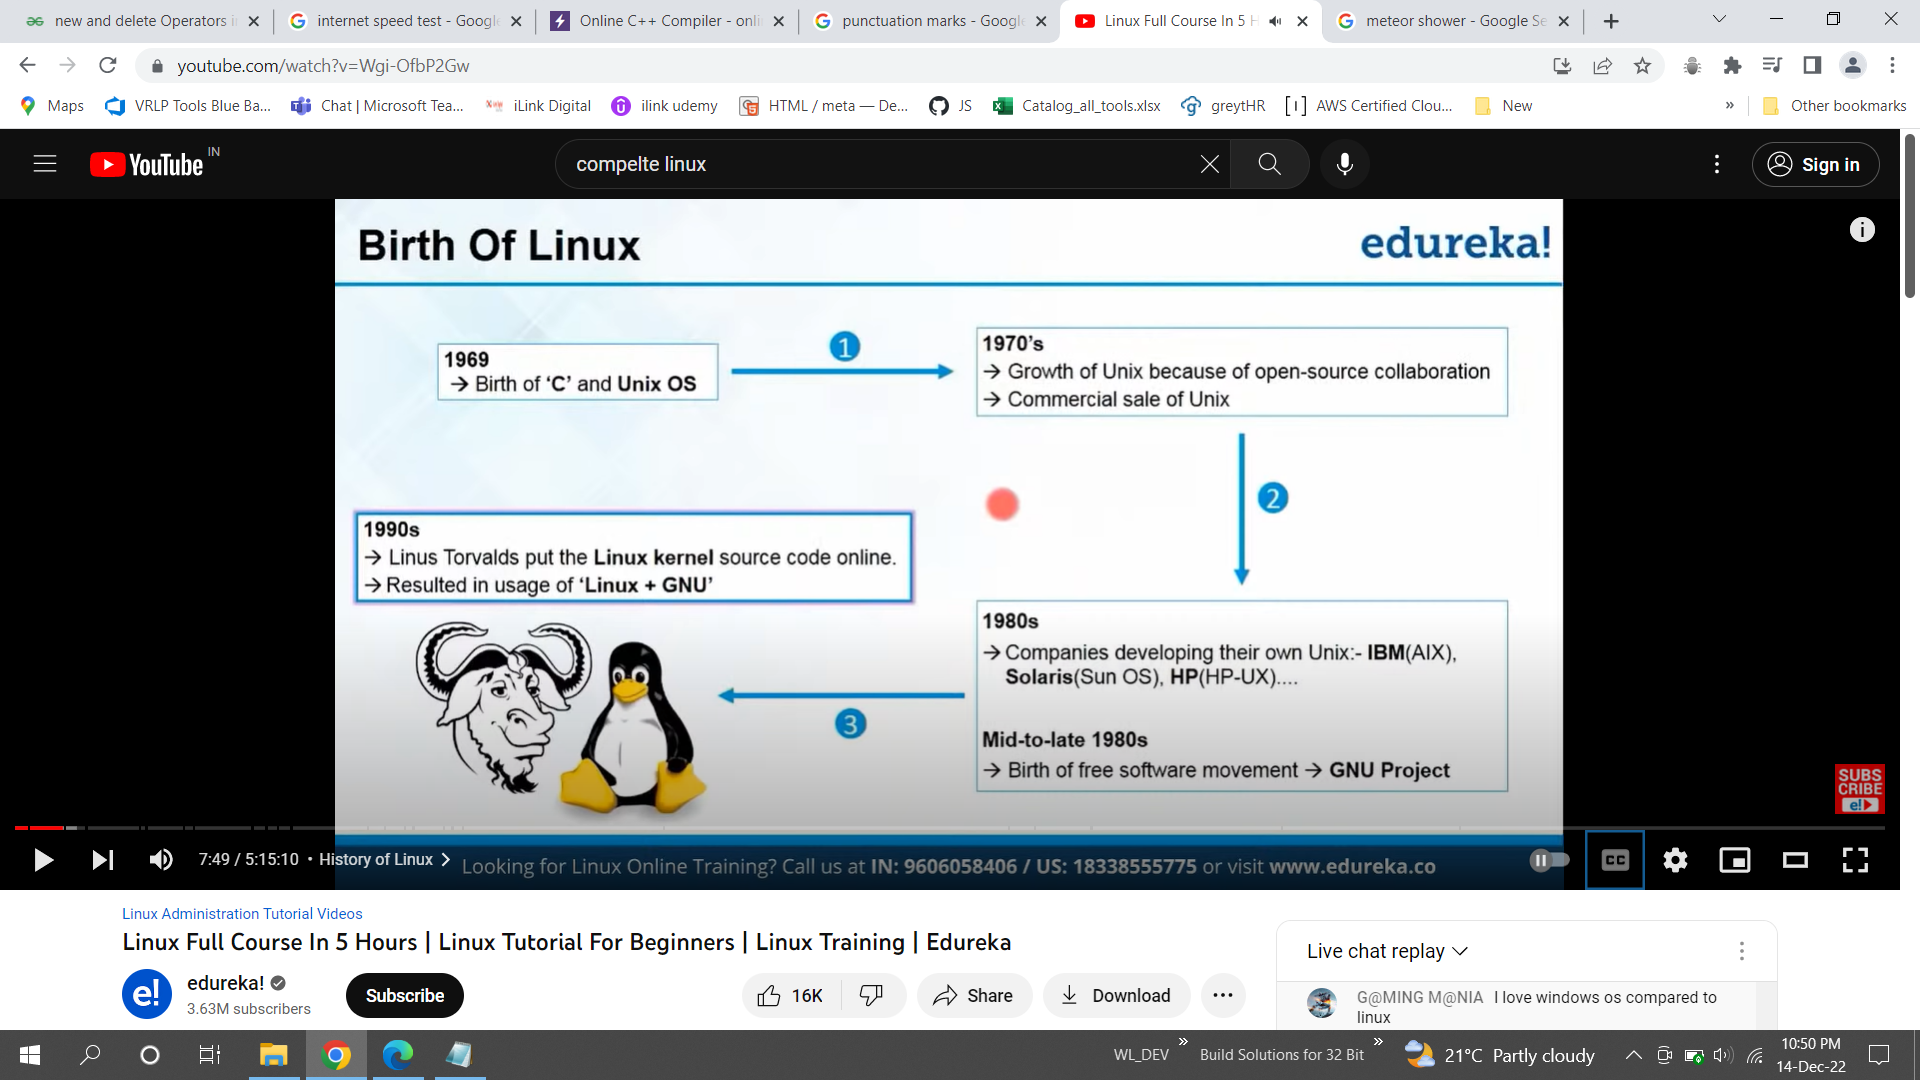 new and delete Operators i
internet speed test - Googl
Online C++ Compiler - onli
punctuation marks - Google
Linux Full Course In 5 H
meteor shower - Google Se
youtube.com/watch?v=Wgi-OfbP2Gw
Maps
VRLP Tools Blue Ba...
Chat | Microsoft Tea...
iLink Digital
ilink udemy
HTML / meta — De...
JS
Catalog_all_tools.xlsx
greytHR
AWS Certified Clou...
New
»
Other bookmarks
YouTube IN
compelte linux
Sign in
Birth Of Linux
edureka!
1969
→ Birth of ‘C’ and Unix OS
1
1970’s
→ Growth of Unix because of open-source collaboration
→ Commercial sale of Unix
2
1990s
→ Linus Torvalds put the Linux kernel source code online.
→ Resulted in usage of ‘Linux + GNU’
1980s
→ Companies developing their own Unix:- IBM(AIX),
Solaris(Sun OS), HP(HP-UX)....
3
Mid-to-late 1980s
→ Birth of free software movement → GNU Project
SUBS
CRIBE
e!
7:49 / 5:15:10 • History of Linux
Looking for Linux Online Training? Call us at IN: 9606058406 / US: 18338555775 or visit www.edureka.co
CC
Linux Administration Tutorial Videos
Linux Full Course In 5 Hours | Linux Tutorial For Beginners | Linux Training | Edureka
e!
edureka!
3.63M subscribers
Subscribe
16K
Share
Download
Live chat replay
G@MING M@NIA I love windows os compared to
linux
WL_DEV »
Build Solutions for 32 Bit »
21°C Partly cloudy
10:50 PM
14-Dec-22